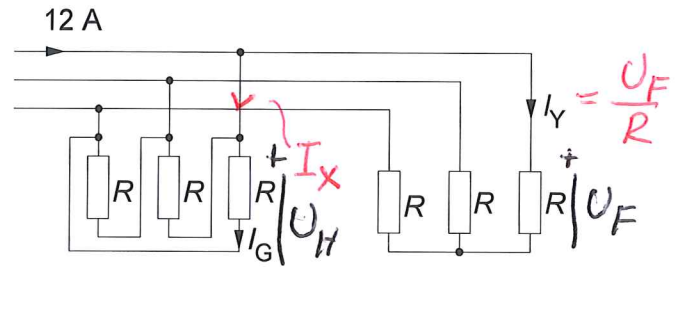 12 A
I_Y = U_F / R
+ I_X +
R R R R R R U_F
I_G U_H